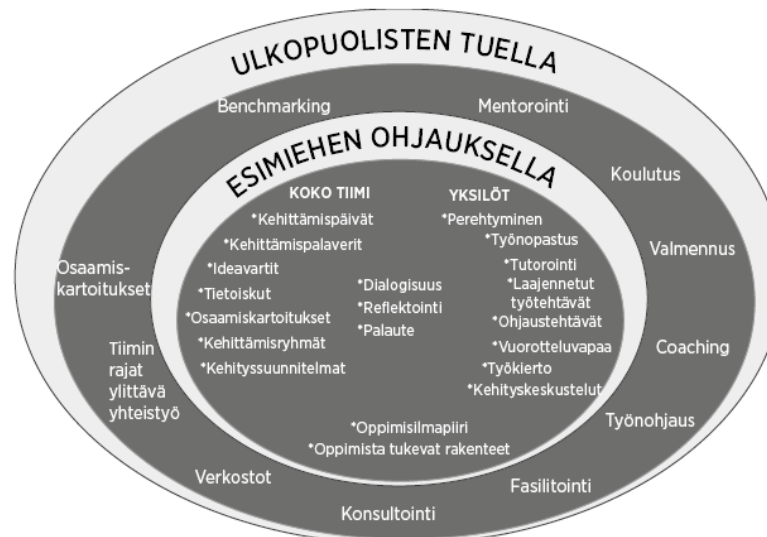 ULKOPUOLISTEN TUELLA
Benchmarking
Mentorointi
Koulutus
Valmennus
Coaching
Työnohjaus
Fasilitointi
Konsultointi
Verkostot
Tiimin
rajat
ylittävä
yhteistyö
Osaamis-
kartoitukset
ESIMIEHEN OHJAUKSELLA
KOKO TIIMI
*Kehittämispäivät
*Kehittämispalaverit
*Ideavartit
*Tietoiskut
*Osaamiskartoitukset
*Kehittämisryhmät
*Kehityssuunnitelmat
*Dialogisuus
*Reflektointi
*Palaute
YKSILÖT
*Perehtyminen
*Työnopastus
*Tutorointi
*Laajennetut
työtehtävät
*Ohjaustehtävät
*Vuorotteluvapaa
*Työkierto
*Kehityskeskustelut
*Oppimisilmapiiri
*Oppimista tukevat rakenteet